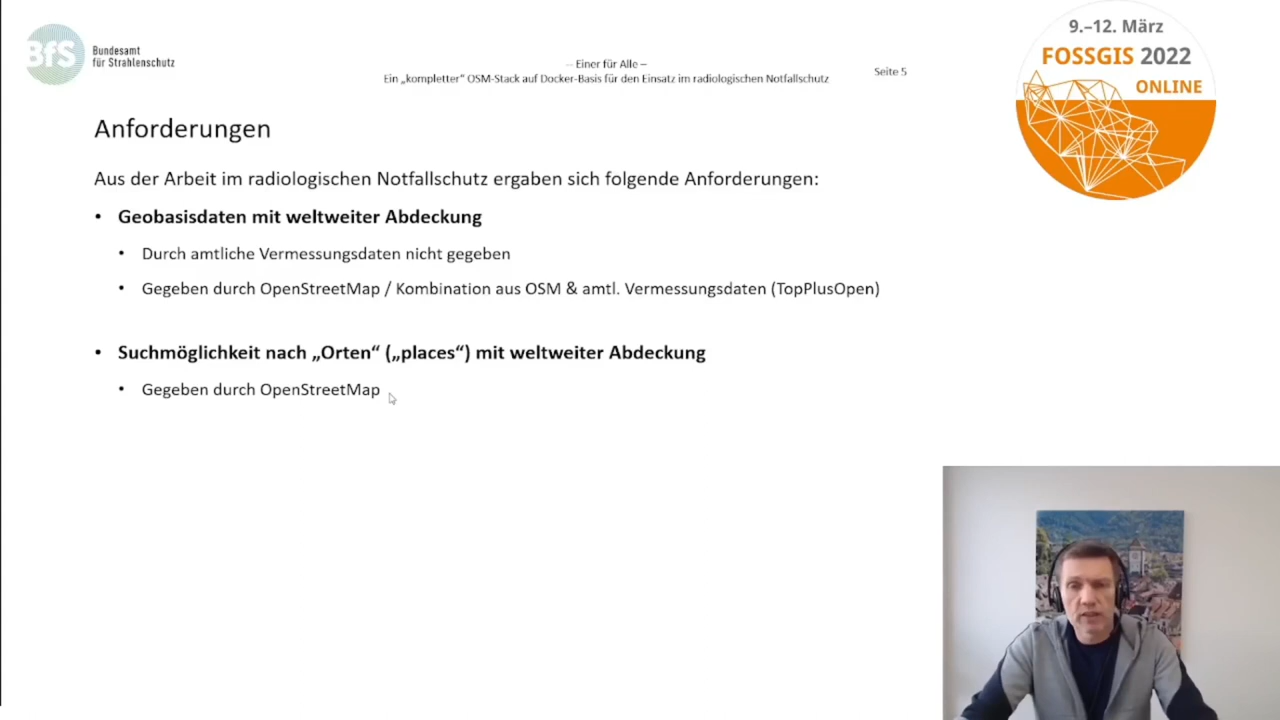 BfS
Bundesamt
für Strahlenschutz
-- Einer für Alle –
Ein „kompletter“ OSM-Stack auf Docker-Basis für den Einsatz im radiologischen Notfallschutz
Seite 5
9.–12. März
FOSSGIS 2022
ONLINE
Anforderungen
Aus der Arbeit im radiologischen Notfallschutz ergaben sich folgende Anforderungen:
• Geobasisdaten mit weltweiter Abdeckung
• Durch amtliche Vermessungsdaten nicht gegeben
• Gegeben durch OpenStreetMap / Kombination aus OSM & amtl. Vermessungsdaten (TopPlusOpen)
• Suchmöglichkeit nach „Orten“ („places“) mit weltweiter Abdeckung
• Gegeben durch OpenStreetMap